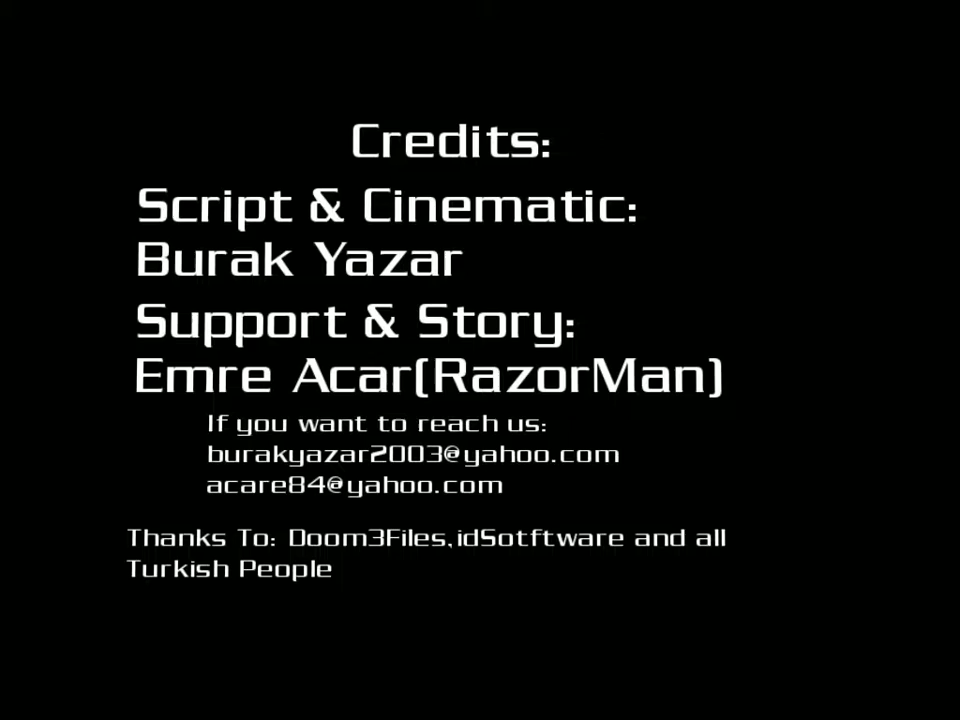 Credits:
Script & Cinematic:
Burak Yazar
Support & Story:
Emre Acar(RazorMan)
If you want to reach us:
burakyazar2003@yahoo.com
acare84@yahoo.com
Thanks To: Doom3Files,idSotftware and all
Turkish People